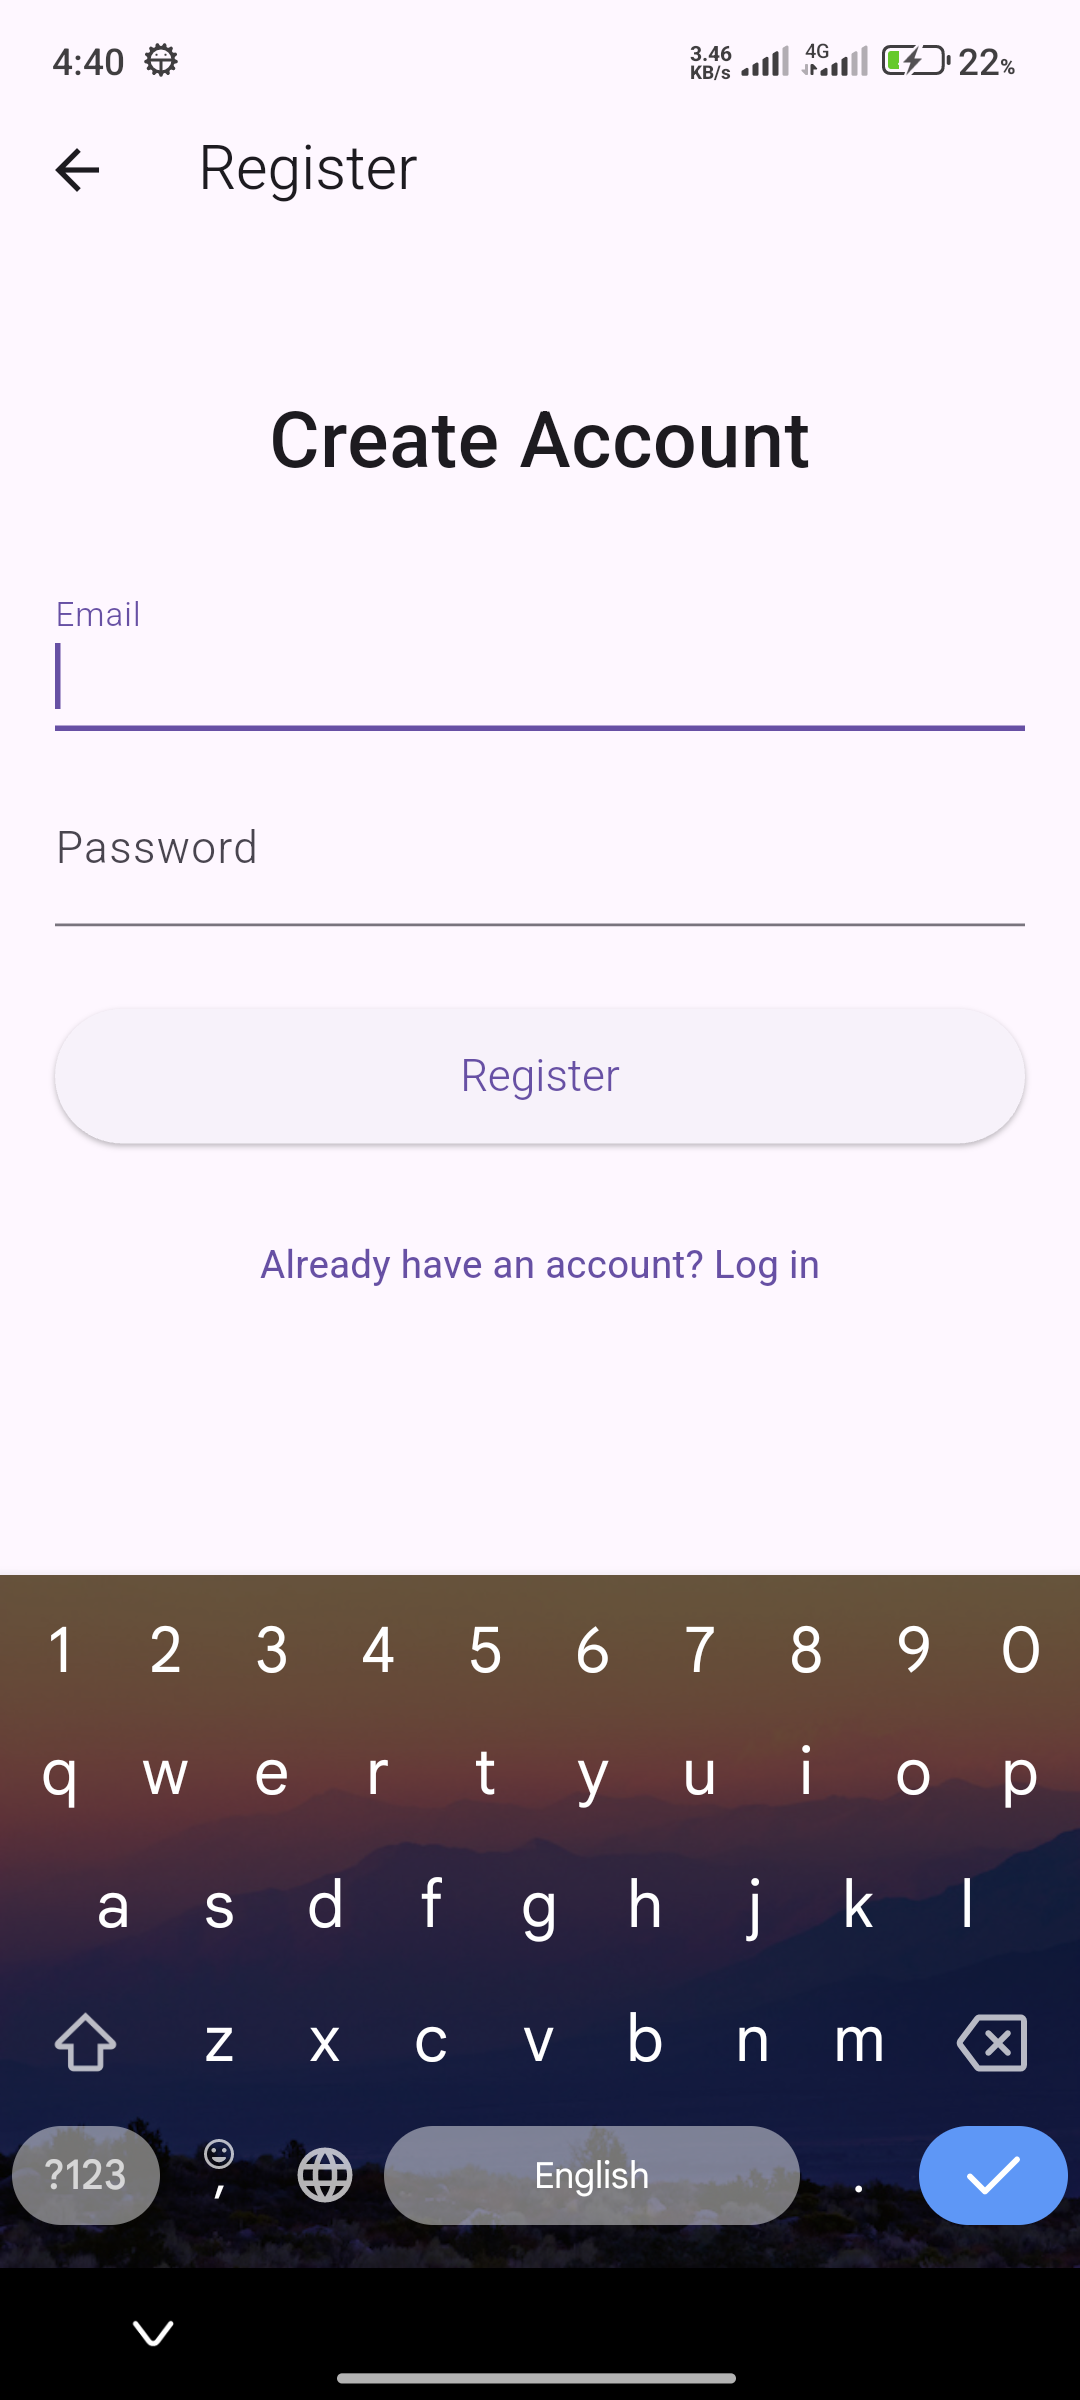 4:40 3.46 KB/s 4G 22%
Register
Create Account
Email
Password
Register
Already have an account? Log in
1 2 3 4 5 6 7 8 9 0
q w e r t y u i o p
a s d f g h j k l
z x c v b n m
?123 , English .